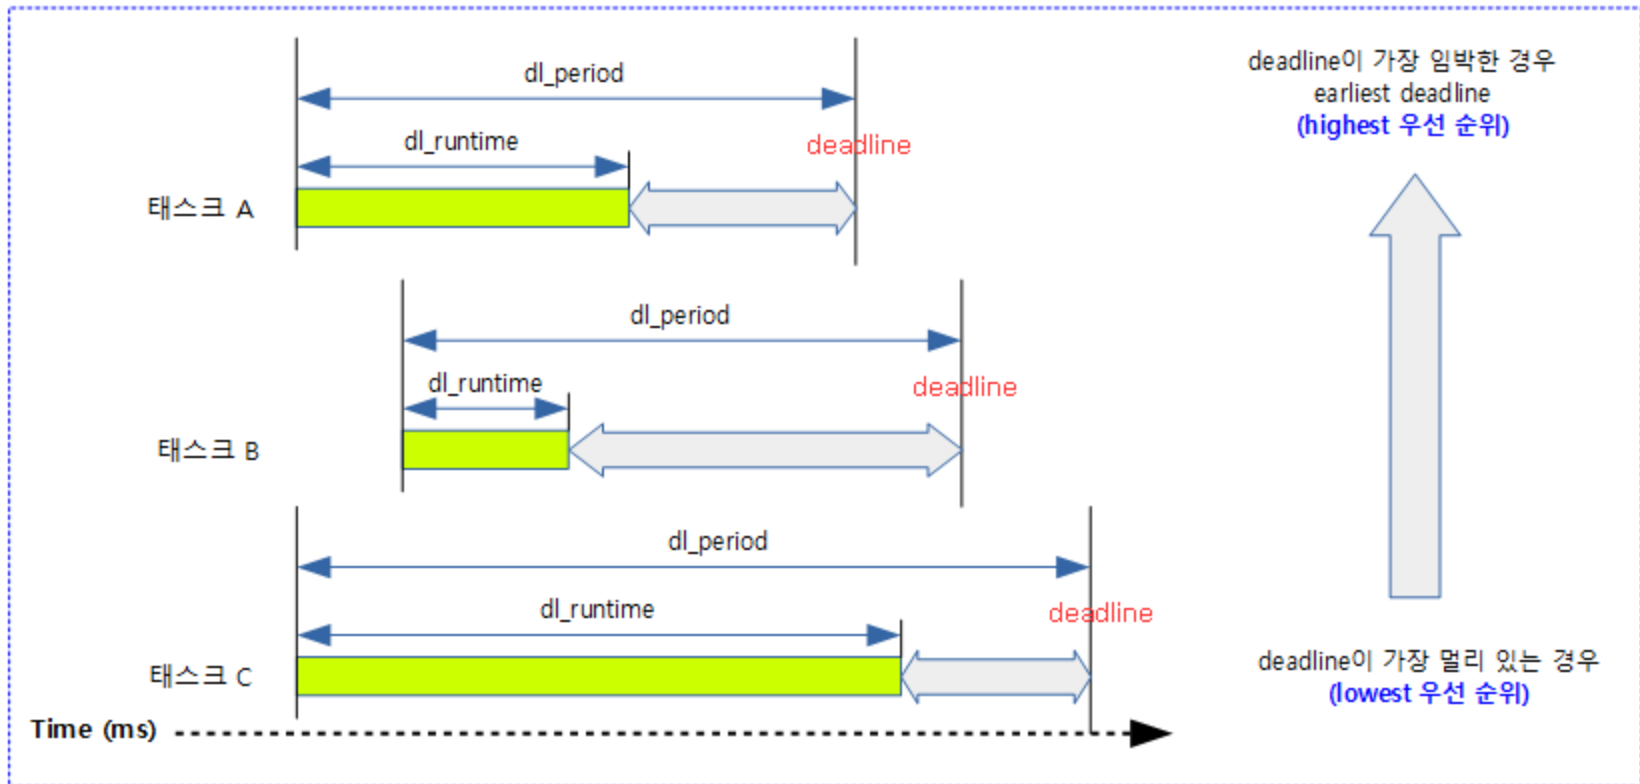 dl_period
dl_runtime
deadline
태스크 A
dl_period
dl_runtime
deadline
태스크 B
dl_period
dl_runtime
deadline
태스크 C
Time (ms)
deadline이 가장 임박한 경우
earliest deadline
(highest 우선 순위)
deadline이 가장 멀리 있는 경우
(lowest 우선 순위)